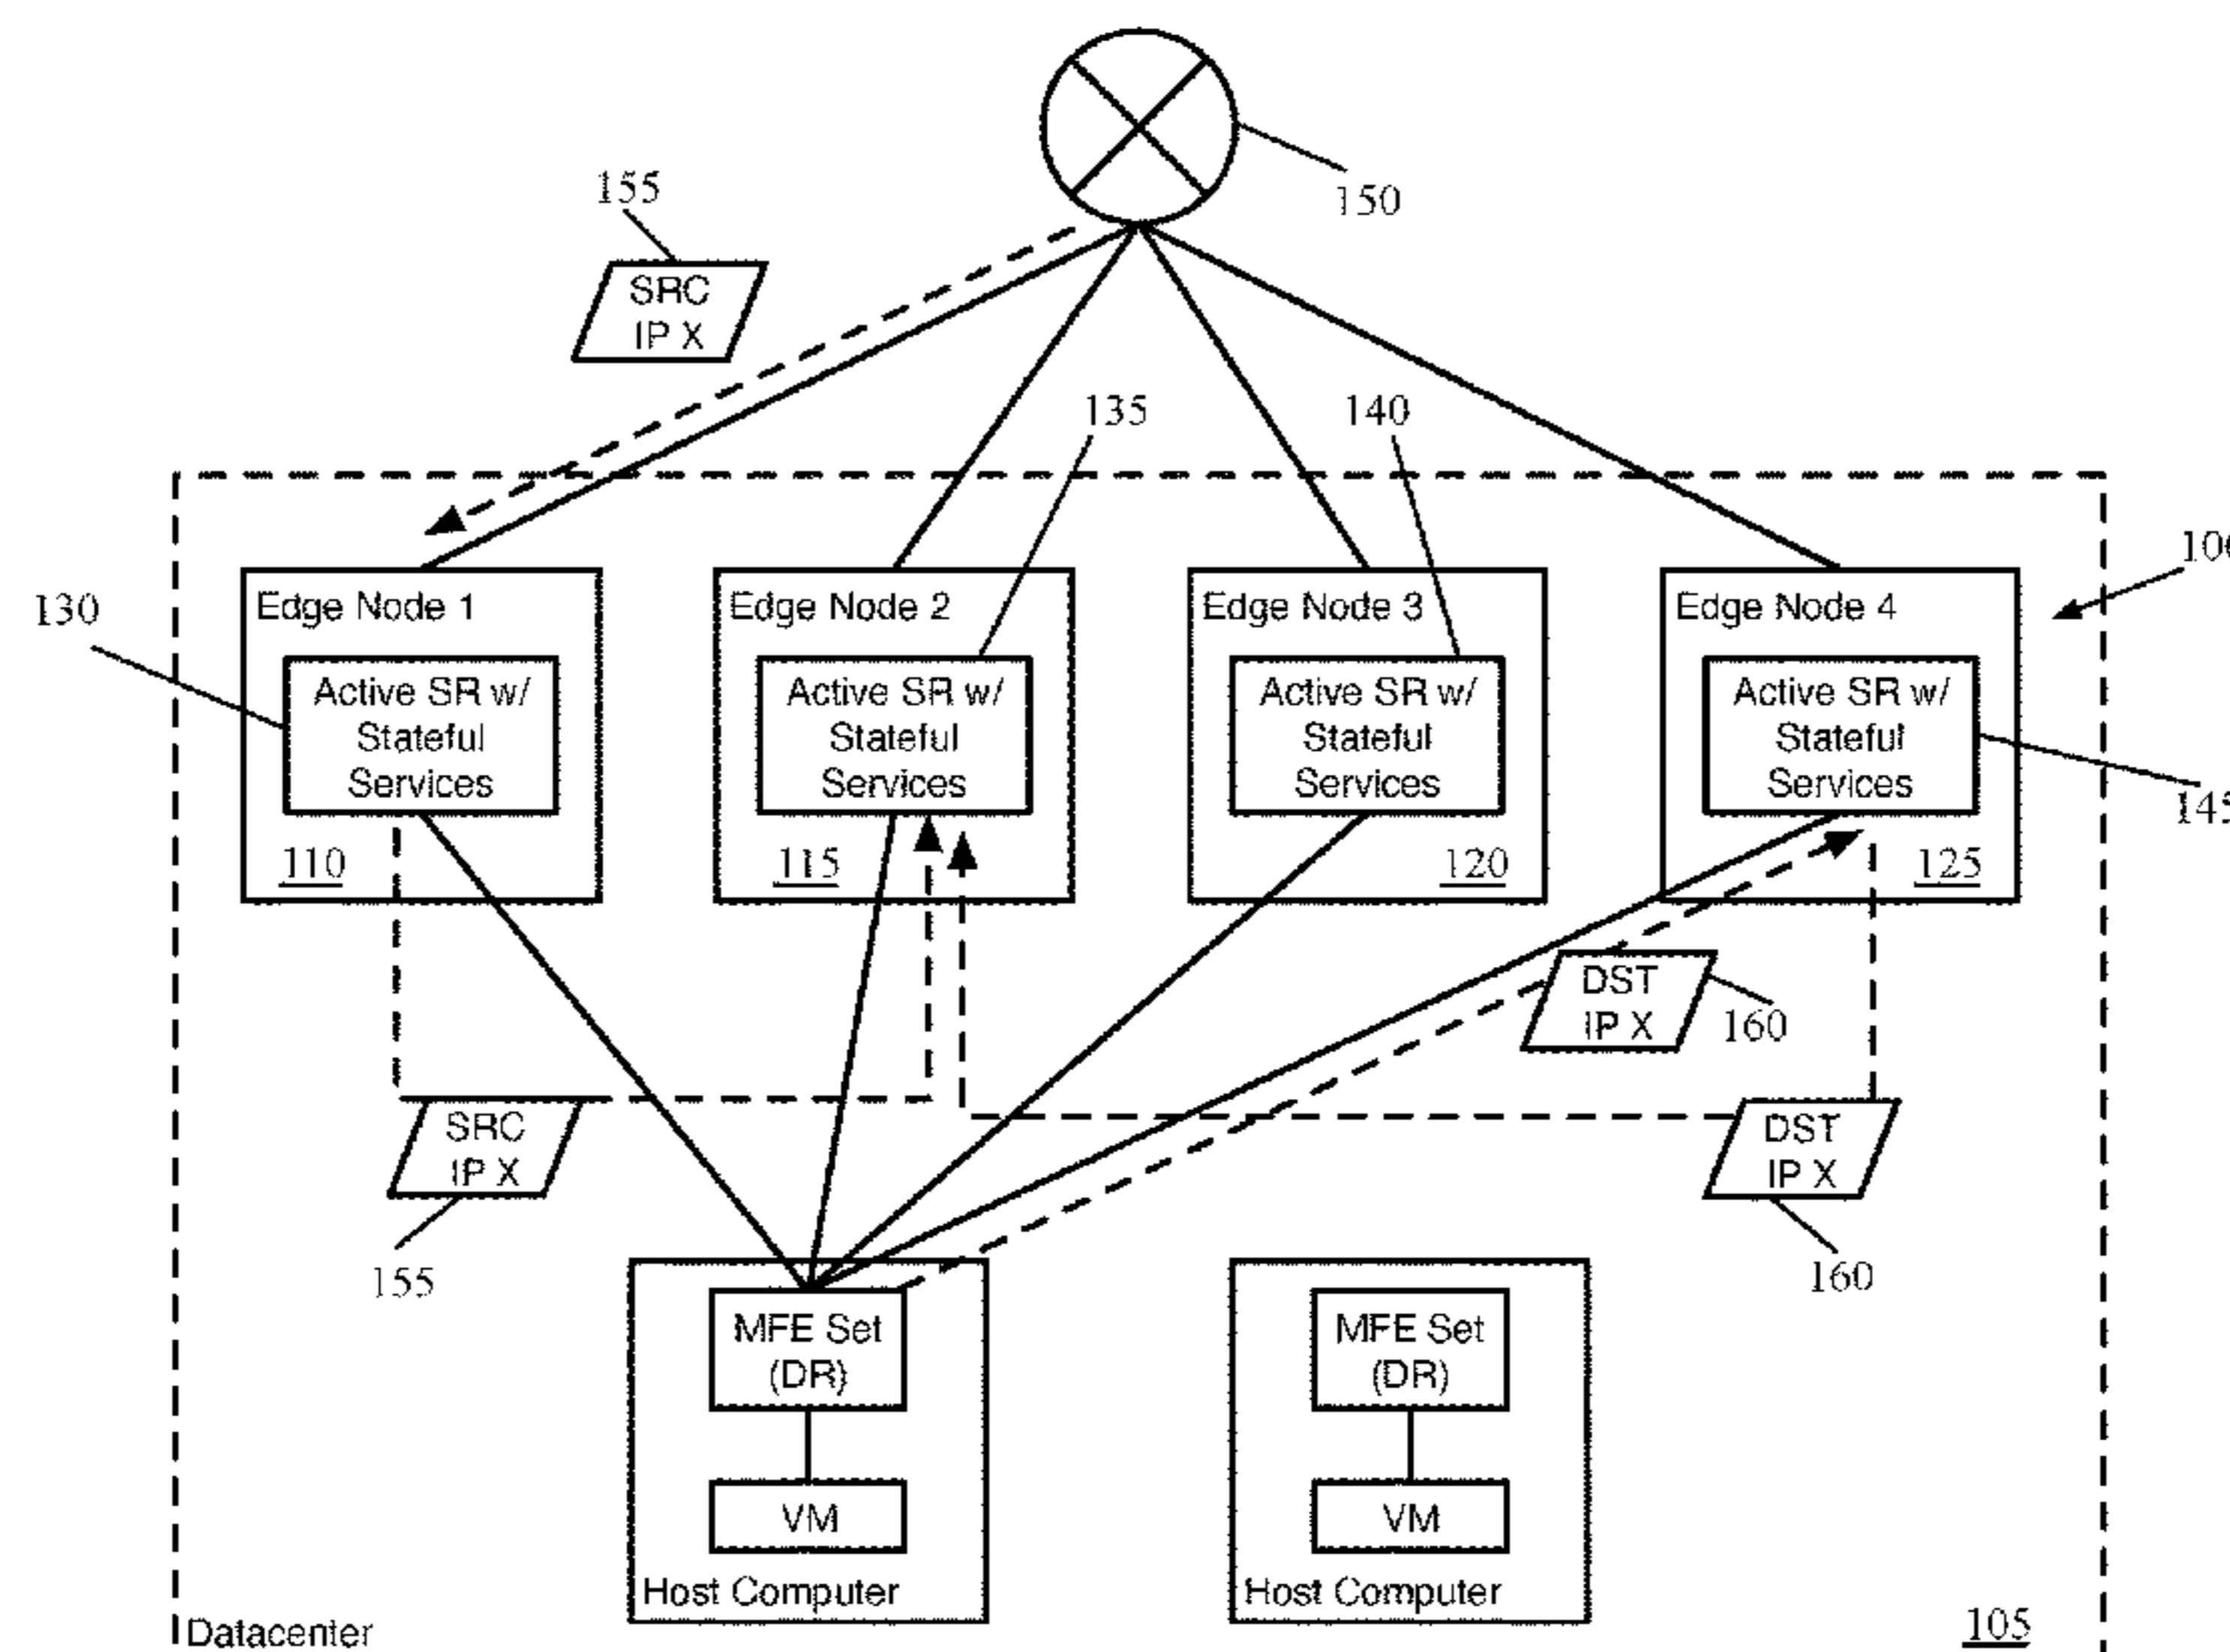 150
155
SRC
IP X
135
140
100
130
Edge Node 1
Edge Node 2
Edge Node 3
Edge Node 4
Active SR w/
Stateful
Services
Active SR w/
Stateful
Services
Active SR w/
Stateful
Services
Active SR w/
Stateful
Services
145
110
115
120
125
DST
IP X
160
SRC
IP X
155
DST
IP X
160
MFE Set
(DR)
MFE Set
(DR)
VM
VM
Host Computer
Host Computer
Datacenter
105